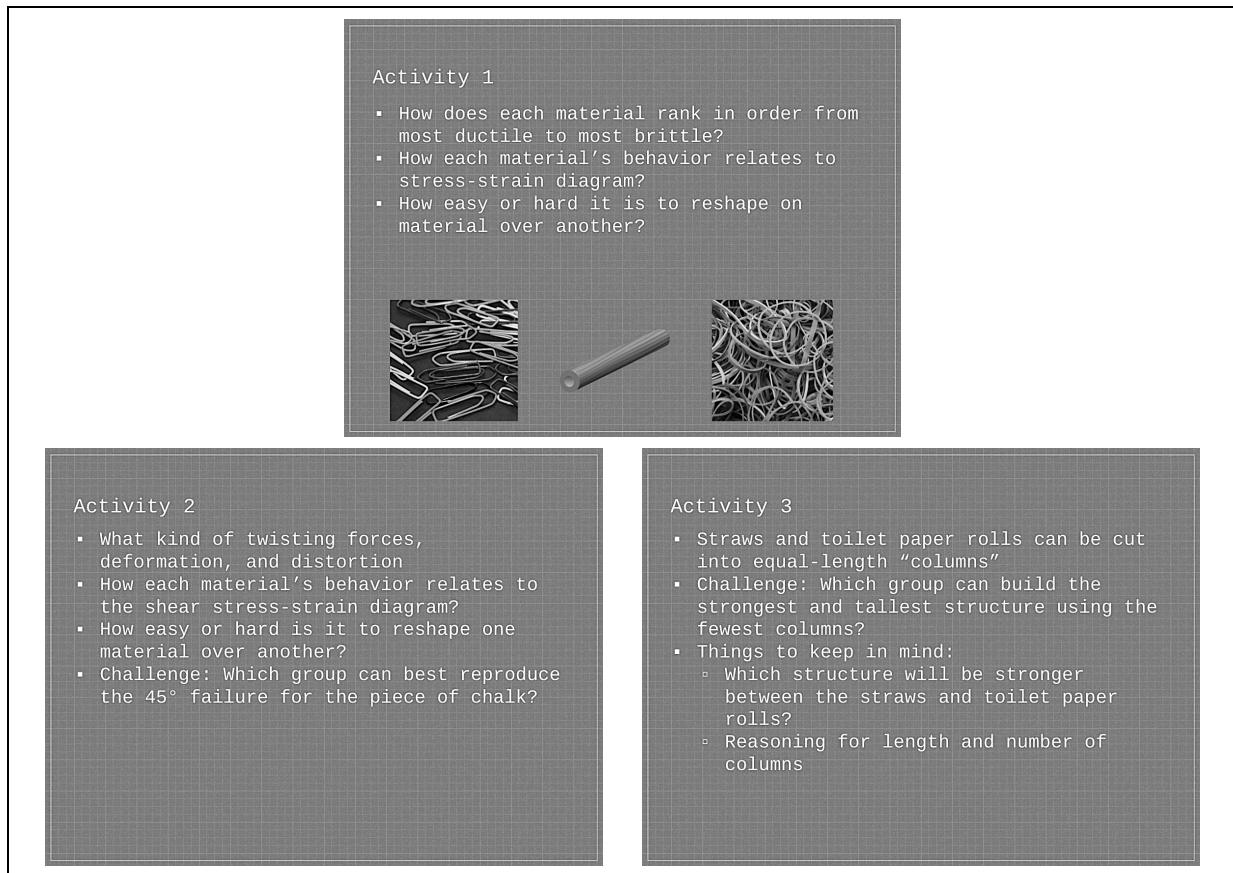 Activity 1
▪ How does each material rank in order from
most ductile to most brittle?
▪ How each material’s behavior relates to
stress-strain diagram?
▪ How easy or hard it is to reshape on
material over another?
Activity 2
▪ What kind of twisting forces,
deformation, and distortion
▪ How each material’s behavior relates to
the shear stress-strain diagram?
▪ How easy or hard is it to reshape one
material over another?
▪ Challenge: Which group can best reproduce
the 45° failure for the piece of chalk?
Activity 3
▪ Straws and toilet paper rolls can be cut
into equal-length “columns”
▪ Challenge: Which group can build the
strongest and tallest structure using the
fewest columns?
▪ Things to keep in mind:
▫ Which structure will be stronger
between the straws and toilet paper
rolls?
▫ Reasoning for length and number of
columns